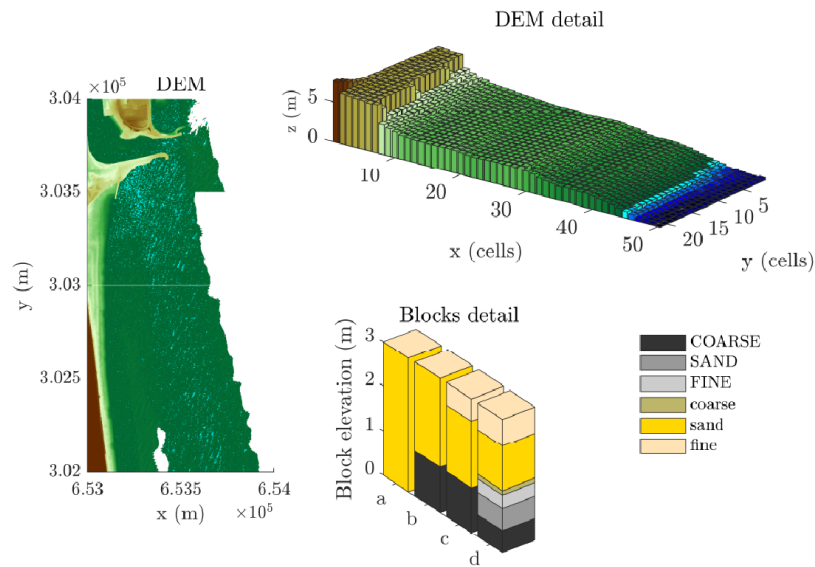 DEM detail
z (m)
5
0
10
20
30
40
50
x (cells)
20
15
10
5
y (cells)
×10⁵
DEM
3.04
3.035
3.03
3.025
3.02
y (m)
6.53
6.535
6.54
x (m)
×10⁵
Blocks detail
Block elevation (m)
3
2
1
0
a
b
c
d
COARSE
SAND
FINE
coarse
sand
fine